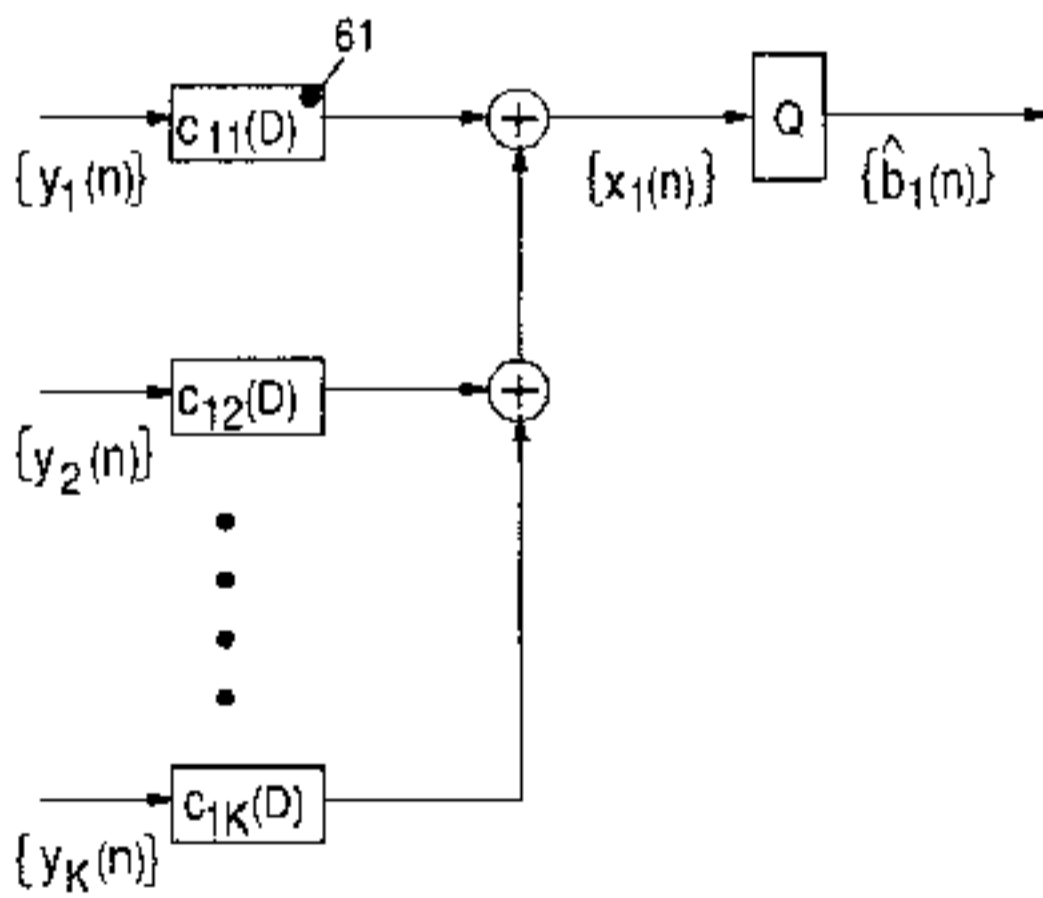 61
c₁₁(D)
+
Q
{y₁(n)}
{x₁(n)}
{b̂₁(n)}
c₁₂(D)
+
{y₂(n)}
c₁K(D)
{yK(n)}